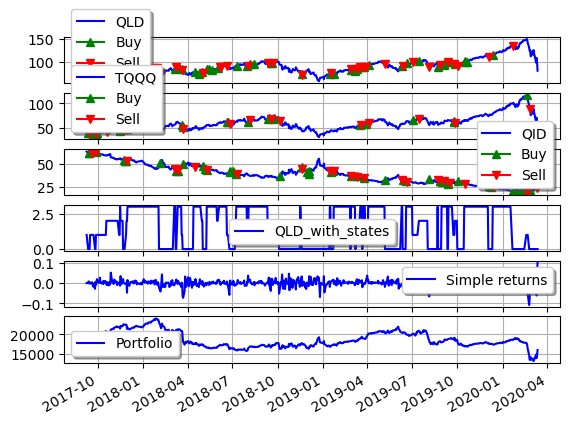 QLD
Buy
Sell
150
100
TQQQ
Buy
Sell
100
50
QID
Buy
Sell
50
25
QLD_with_states
2.5
0.0
Simple returns
0.1
0.0
−0.1
Portfolio
20000
15000
2017-10
2018-01
2018-04
2018-07
2018-10
2019-01
2019-04
2019-07
2019-10
2020-01
2020-04